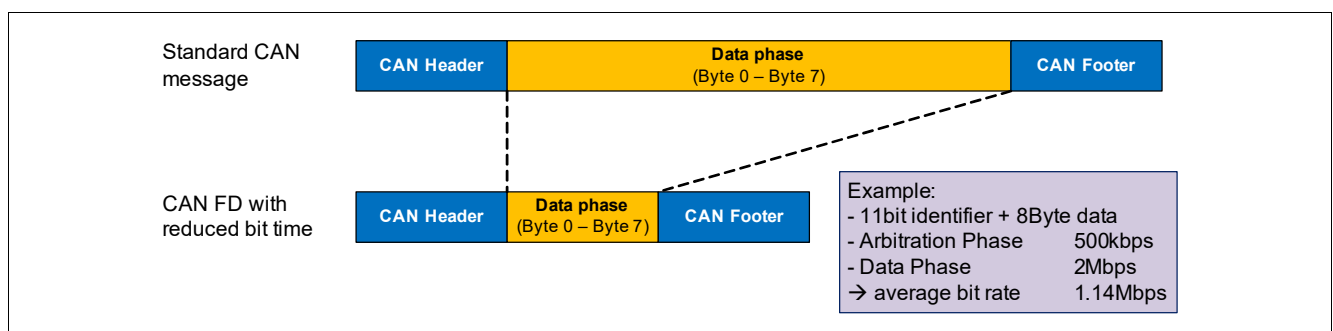 Standard CAN
message
CAN Header
Data phase
(Byte 0 – Byte 7)
CAN Footer
CAN FD with
reduced bit time
CAN Header
Data phase
(Byte 0 – Byte 7)
CAN Footer
Example:
- 11bit identifier + 8Byte data
- Arbitration Phase 500kbps
- Data Phase 2Mbps
→ average bit rate 1.14Mbps